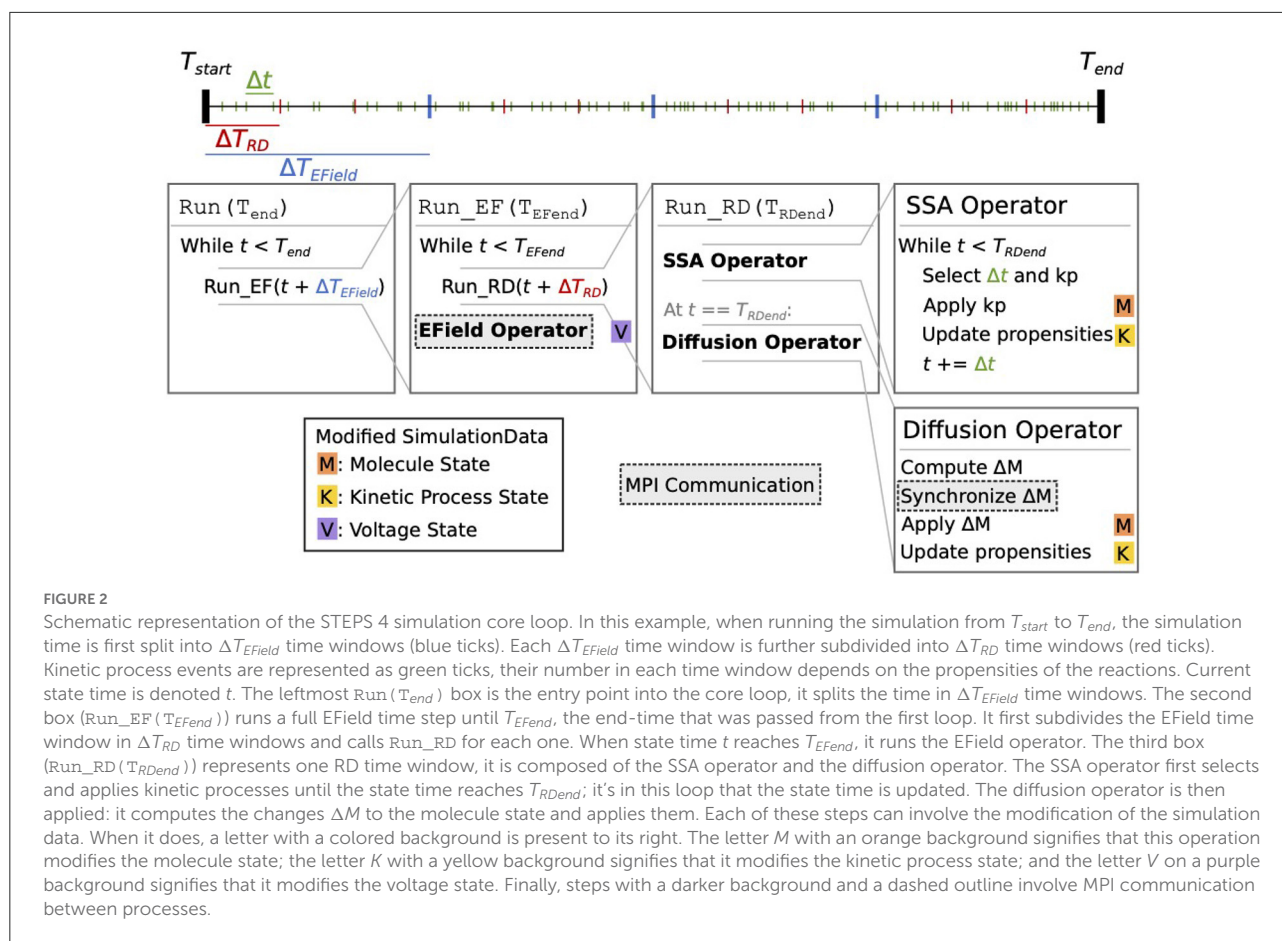 T_start
T_end
Δt
ΔT_RD
ΔT_EField
Run(T_end)
While t < T_end
Run_EF(t + ΔT_EField)
Run_EF(T_EFend)
While t < T_EFend
Run_RD(t + ΔT_RD)
EField Operator
V
Run_RD(T_RDend)
SSA Operator
At t == T_RDend:
Diffusion Operator
SSA Operator
While t < T_RDend
Select Δt and kp
Apply kp
M
Update propensities
K
t += Δt
Modified SimulationData
M: Molecule State
K: Kinetic Process State
V: Voltage State
MPI Communication
Diffusion Operator
Compute ΔM
Synchronize ΔM
Apply ΔM
M
Update propensities
K
FIGURE 2
Schematic representation of the STEPS 4 simulation core loop. In this example, when running the simulation from T_start to T_end, the simulation
time is first split into ΔT_EField time windows (blue ticks). Each ΔT_EField time window is further subdivided into ΔT_RD time windows (red ticks).
Kinetic process events are represented as green ticks, their number in each time window depends on the propensities of the reactions. Current
state time is denoted t. The leftmost Run(T_end) box is the entry point into the core loop, it splits the time in ΔT_EField time windows. The second
box (Run_EF(T_EFend)) runs a full EField time step until T_EFend, the end-time that was passed from the first loop. It first subdivides the EField time
window in ΔT_RD time windows and calls Run_RD for each one. When state time t reaches T_EFend, it runs the EField operator. The third box
(Run_RD(T_RDend)) represents one RD time window, it is composed of the SSA operator and the diffusion operator. The SSA operator first selects
and applies kinetic processes until the state time reaches T_RDend; it's in this loop that the state time is updated. The diffusion operator is then
applied: it computes the changes ΔM to the molecule state and applies them. Each of these steps can involve the modification of the simulation
data. When it does, a letter with a colored background is present to its right. The letter M with an orange background signifies that this operation
modifies the molecule state; the letter K with a yellow background signifies that it modifies the kinetic process state; and the letter V on a purple
background signifies that it modifies the voltage state. Finally, steps with a darker background and a dashed outline involve MPI communication
between processes.